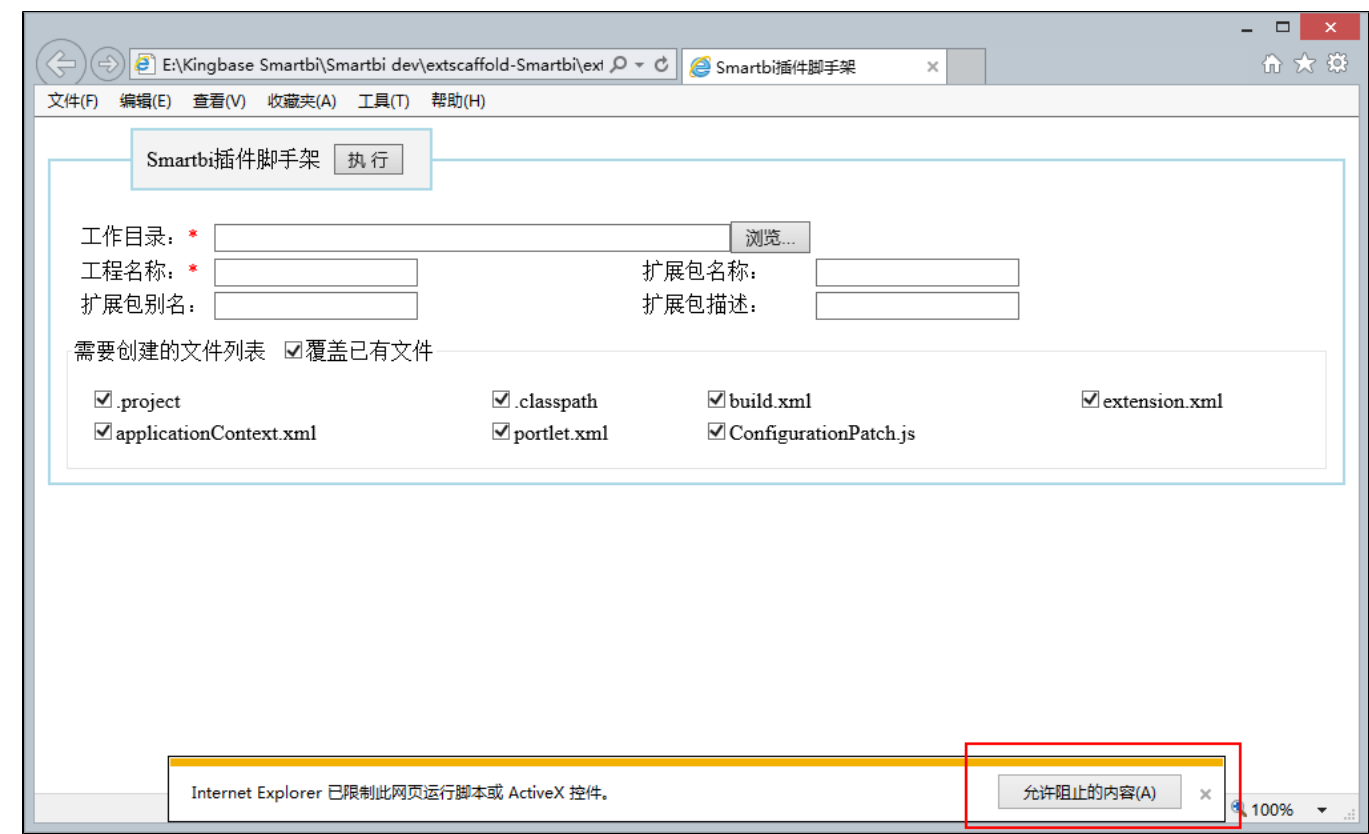 E:\Kingbase Smartbi\Smartbi dev\extscaffold-Smartbi\ext
Smartbi插件脚手架
文件(F) 编辑(E) 查看(V) 收藏夹(A) 工具(T) 帮助(H)
Smartbi插件脚手架 执 行
工作目录：* 浏览...
工程名称：* 扩展包名称：
扩展包别名： 扩展包描述：
需要创建的文件列表 覆盖已有文件
.project .classpath build.xml extension.xml
applicationContext.xml portlet.xml ConfigurationPatch.js
Internet Explorer 已限制此网页运行脚本或 ActiveX 控件。 允许阻止的内容(A)
100%